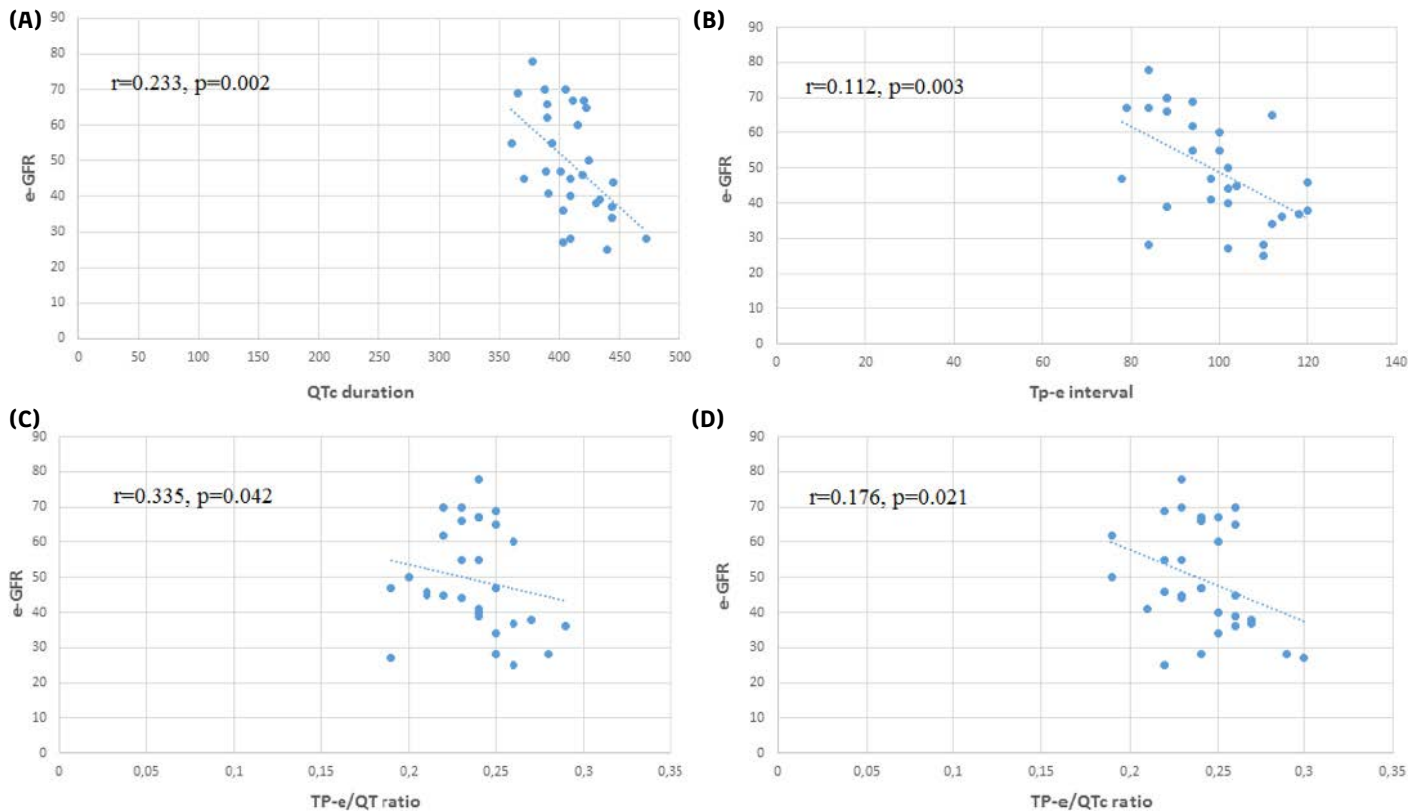 (A)
r=0.233, p=0.002
e-GFR
90
80
70
60
50
40
30
20
10
0
0 50 100 150 200 250 300 350 400 450 500
QTc duration
(B)
r=0.112, p=0.003
e-GFR
90
80
70
60
50
40
30
20
10
0
0 20 40 60 80 100 120 140
Tp-e interval
(C)
r=0.335, p=0.042
e-GFR
90
80
70
60
50
40
30
20
10
0
0 0,05 0,1 0,15 0,2 0,25 0,3 0,35
TP-e/QT ratio
(D)
r=0.176, p=0.021
e-GFR
90
80
70
60
50
40
30
20
10
0
0 0,05 0,1 0,15 0,2 0,25 0,3 0,35
TP-e/QTc ratio